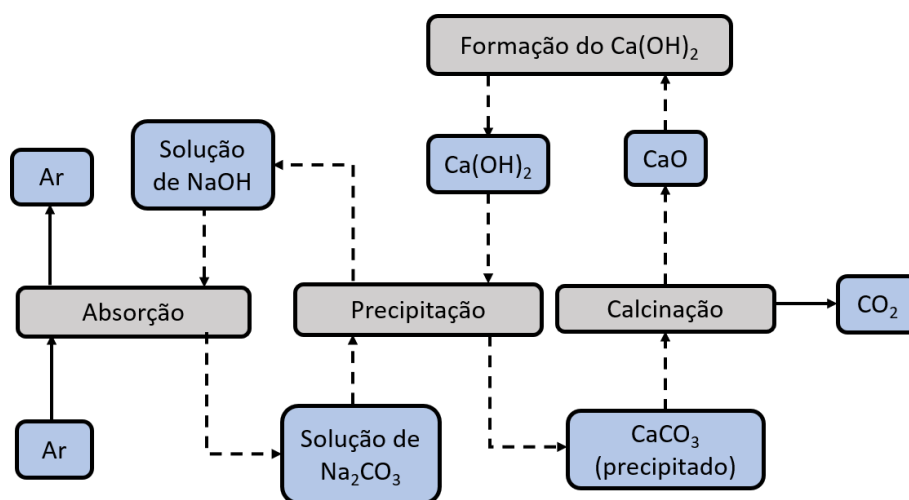 Formação do Ca(OH)₂
Solução
de NaOH
Ar
Ca(OH)₂
CaO
Absorção
Precipitação
Calcinação
CO₂
Ar
Solução de
Na₂CO₃
CaCO₃
(precipitado)